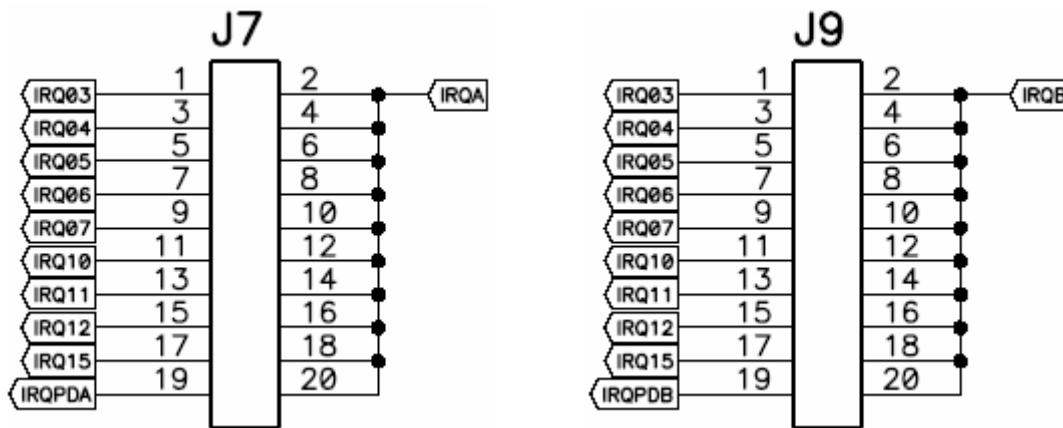 J7 J9
1 2 1 2
IRQ03 IRQA IRQ03 IRQB
3 4 3 4
IRQ04 IRQ04
5 6 5 6
IRQ05 IRQ05
7 8 7 8
IRQ06 IRQ06
9 10 9 10
IRQ07 IRQ07
11 12 11 12
IRQ10 IRQ10
13 14 13 14
IRQ11 IRQ11
15 16 15 16
IRQ12 IRQ12
17 18 17 18
IRQ15 IRQ15
19 20 19 20
IRQPDA IRQPDB